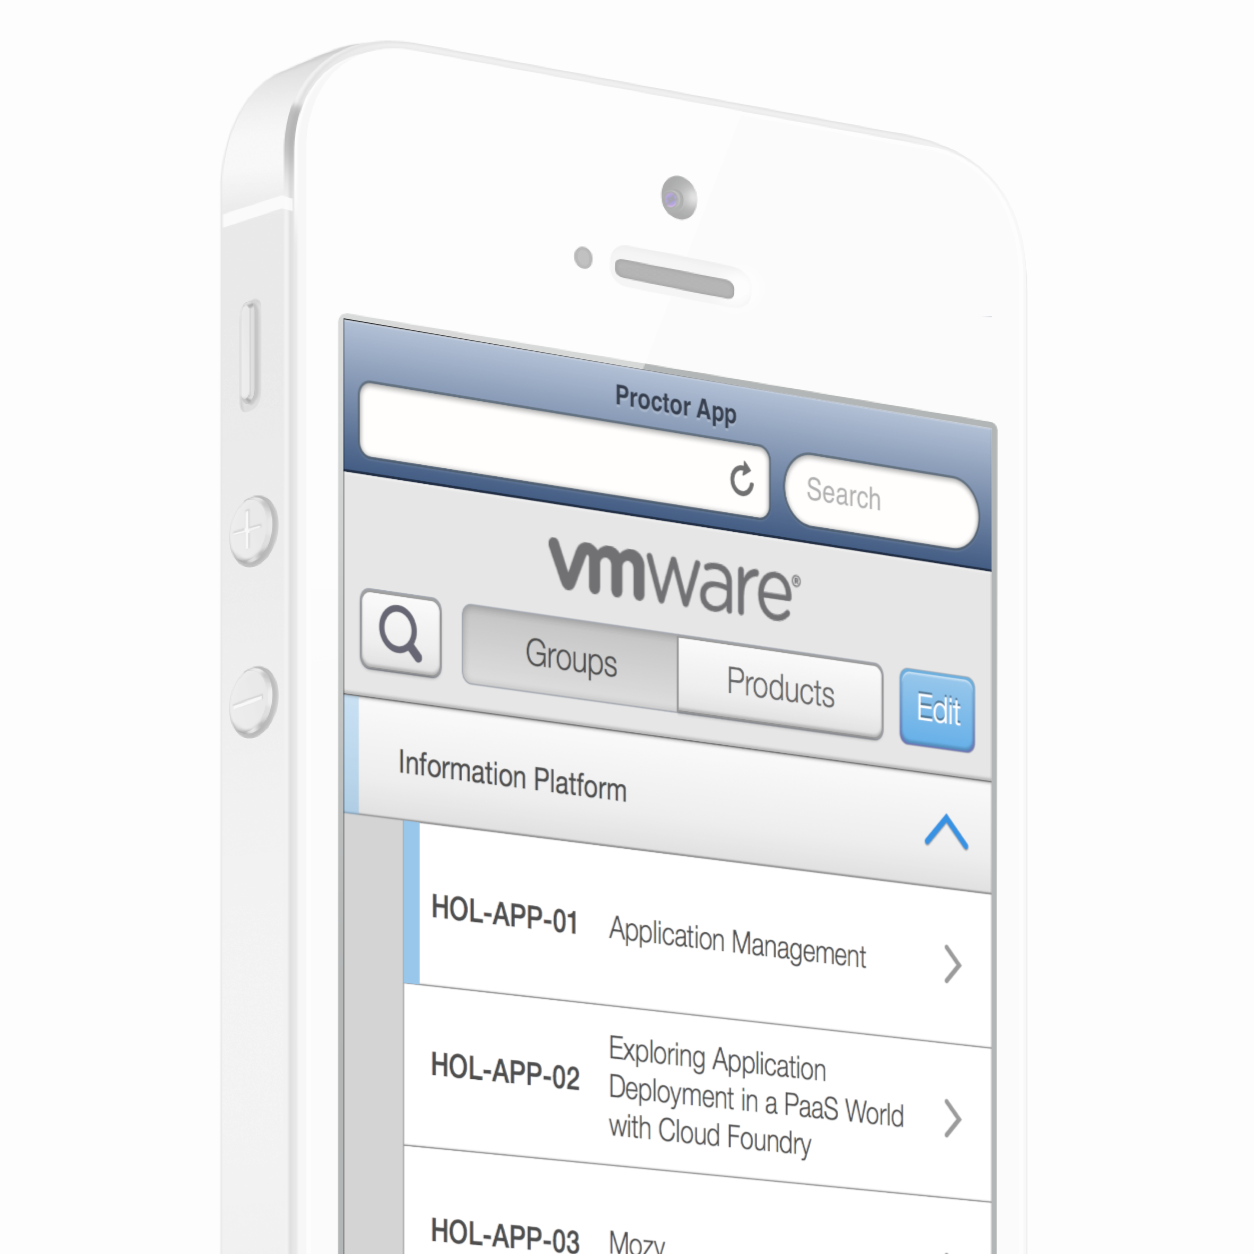 Proctor App
Search
vmware®
Groups
Products
Edit
Information Platform
HOL-APP-01
Application Management
HOL-APP-02
Exploring Application
Deployment in a PaaS World
with Cloud Foundry
HOL-APP-03
Mozy